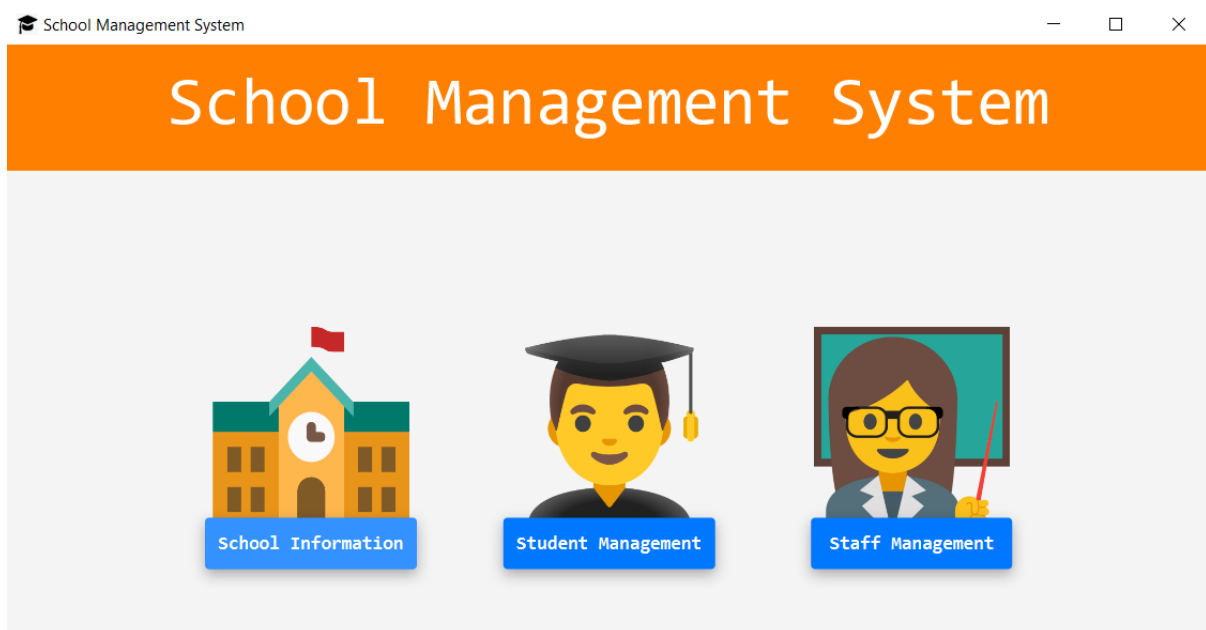 School Management System
School Management System
School Information
Student Management
Staff Management